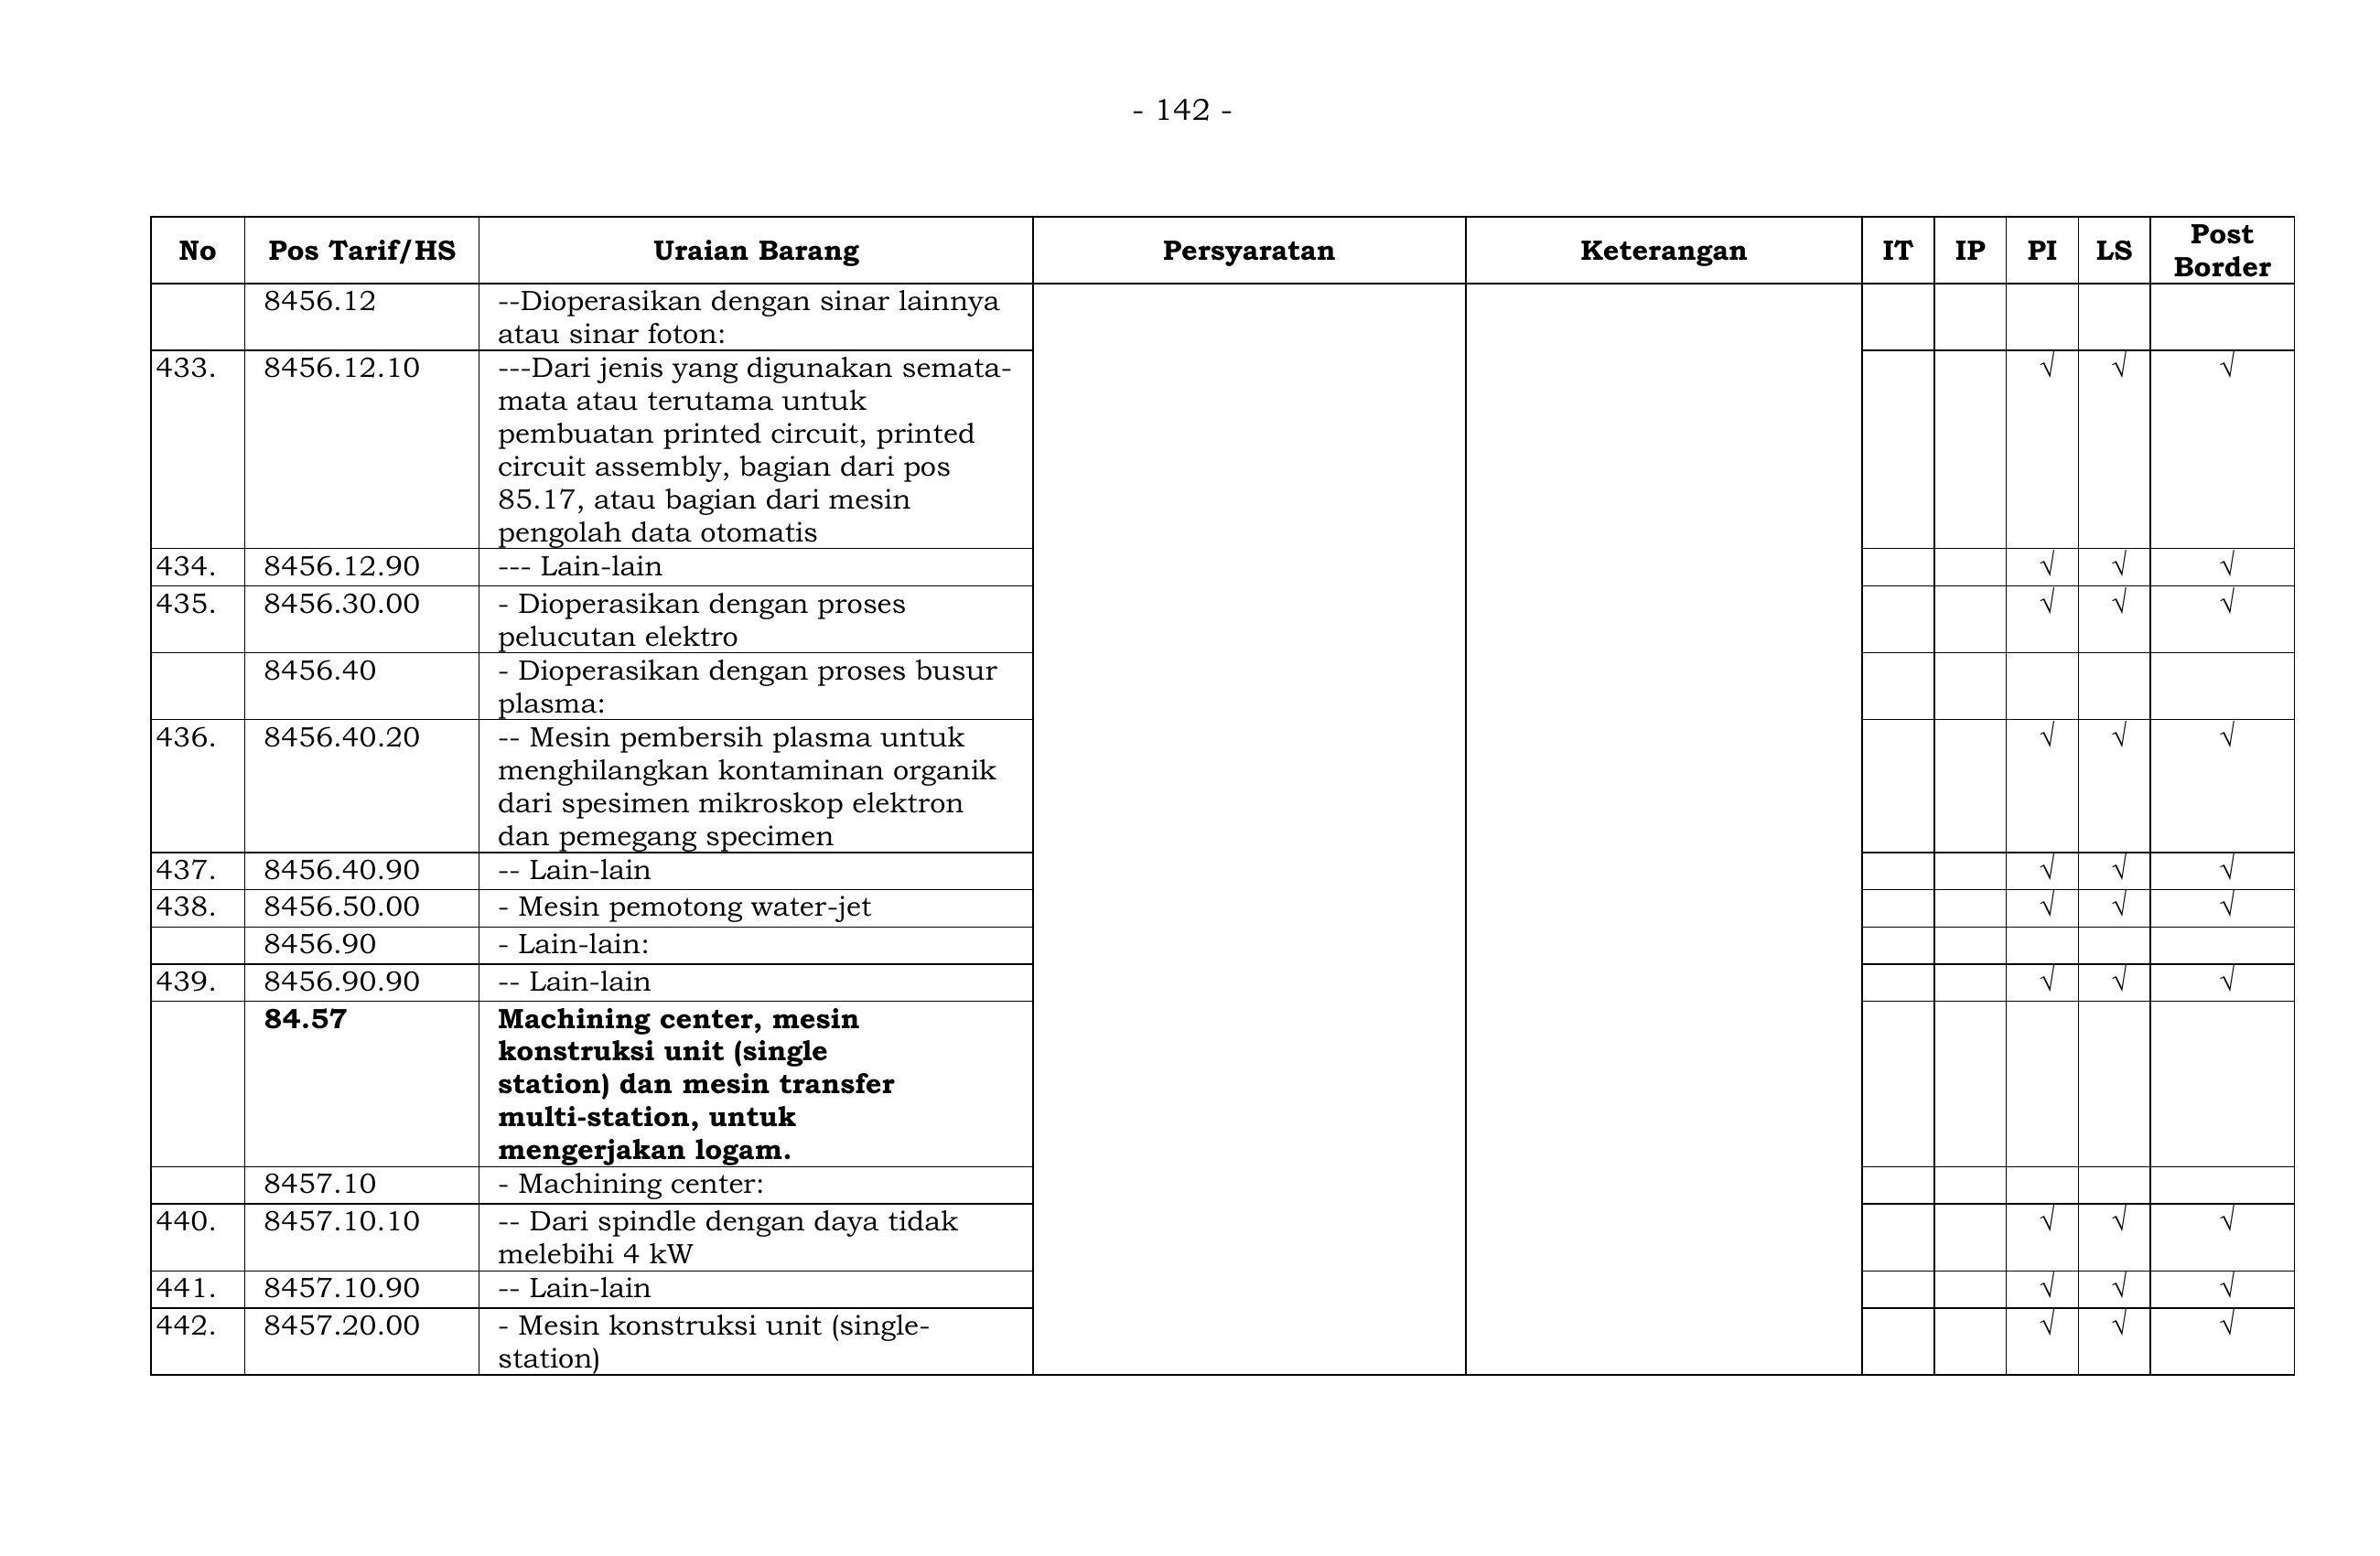 - 142 -
No Pos Tarif/HS Uraian Barang Persyaratan Keterangan IT IP PI LS Post Border
8456.12 --Dioperasikan dengan sinar lainnya
atau sinar foton:
433. 8456.12.10 ---Dari jenis yang digunakan semata- √ √ √
mata atau terutama untuk
pembuatan printed circuit, printed
circuit assembly, bagian dari pos
85.17, atau bagian dari mesin
pengolah data otomatis
434. 8456.12.90 --- Lain-lain √ √ √
435. 8456.30.00 - Dioperasikan dengan proses √ √ √
pelucutan elektro
8456.40 - Dioperasikan dengan proses busur
plasma:
436. 8456.40.20 -- Mesin pembersih plasma untuk √ √ √
menghilangkan kontaminan organik
dari spesimen mikroskop elektron
dan pemegang specimen
437. 8456.40.90 -- Lain-lain √ √ √
438. 8456.50.00 - Mesin pemotong water-jet √ √ √
8456.90 - Lain-lain:
439. 8456.90.90 -- Lain-lain √ √ √
84.57 Machining center, mesin
konstruksi unit (single
station) dan mesin transfer
multi-station, untuk
mengerjakan logam.
8457.10 - Machining center:
440. 8457.10.10 -- Dari spindle dengan daya tidak √ √ √
melebihi 4 kW
441. 8457.10.90 -- Lain-lain √ √ √
442. 8457.20.00 - Mesin konstruksi unit (single- √ √ √
station)